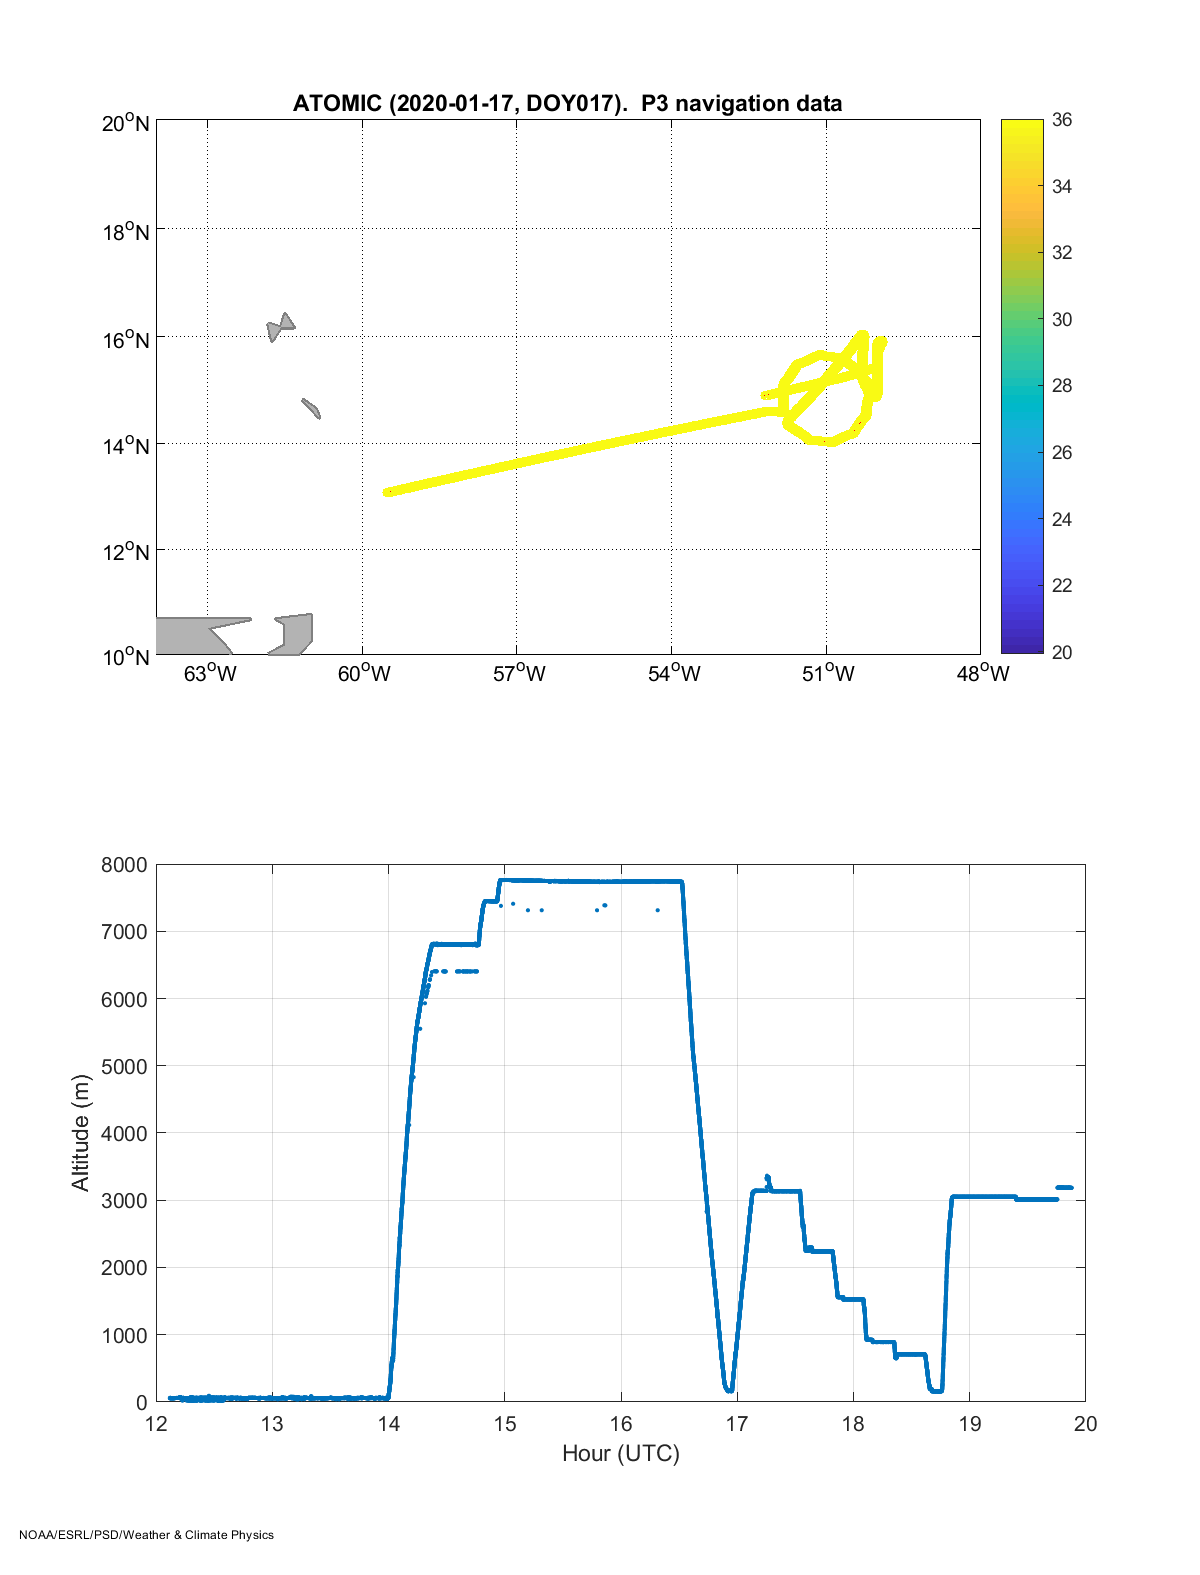 ATOMIC (2020-01-17, DOY017).  P3 navigation data
20°N
18°N
16°N
14°N
12°N
10°N
63°W
60°W
57°W
54°W
51°W
48°W
36
34
32
30
28
26
24
22
20
8000
7000
6000
5000
4000
3000
2000
1000
0
Altitude (m)
12
13
14
15
16
17
18
19
20
Hour (UTC)
NOAA/ESRL/PSD/Weather & Climate Physics